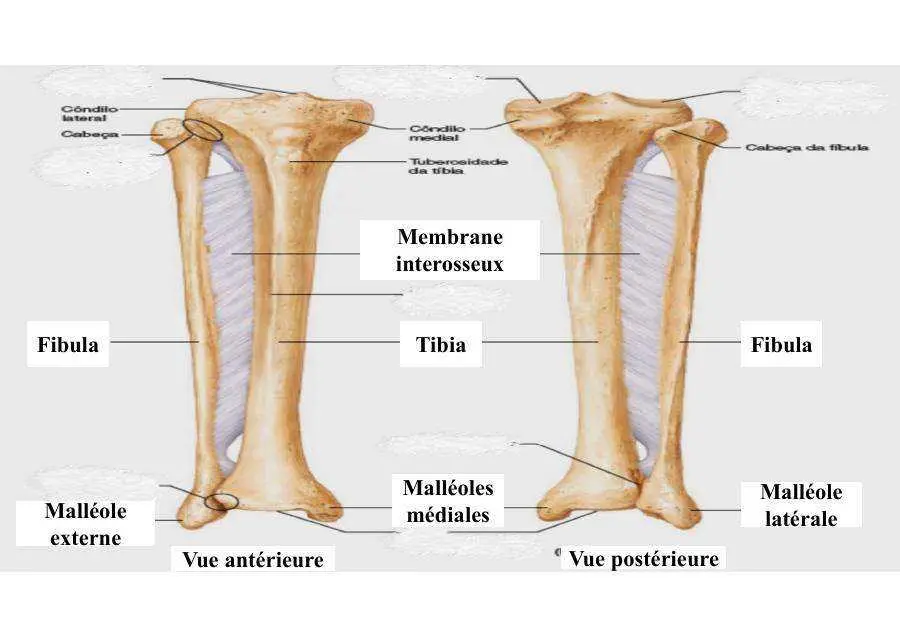 Côndilo
lateral
Cabeça
Côndilo
medial
Tuberosidade
da tíbia
Cabeça da fíbula
Membrane
interosseux
Fibula
Tibia
Fibula
Malléole
externe
Malléoles
médiales
Malléole
latérale
Vue antérieure
Vue postérieure